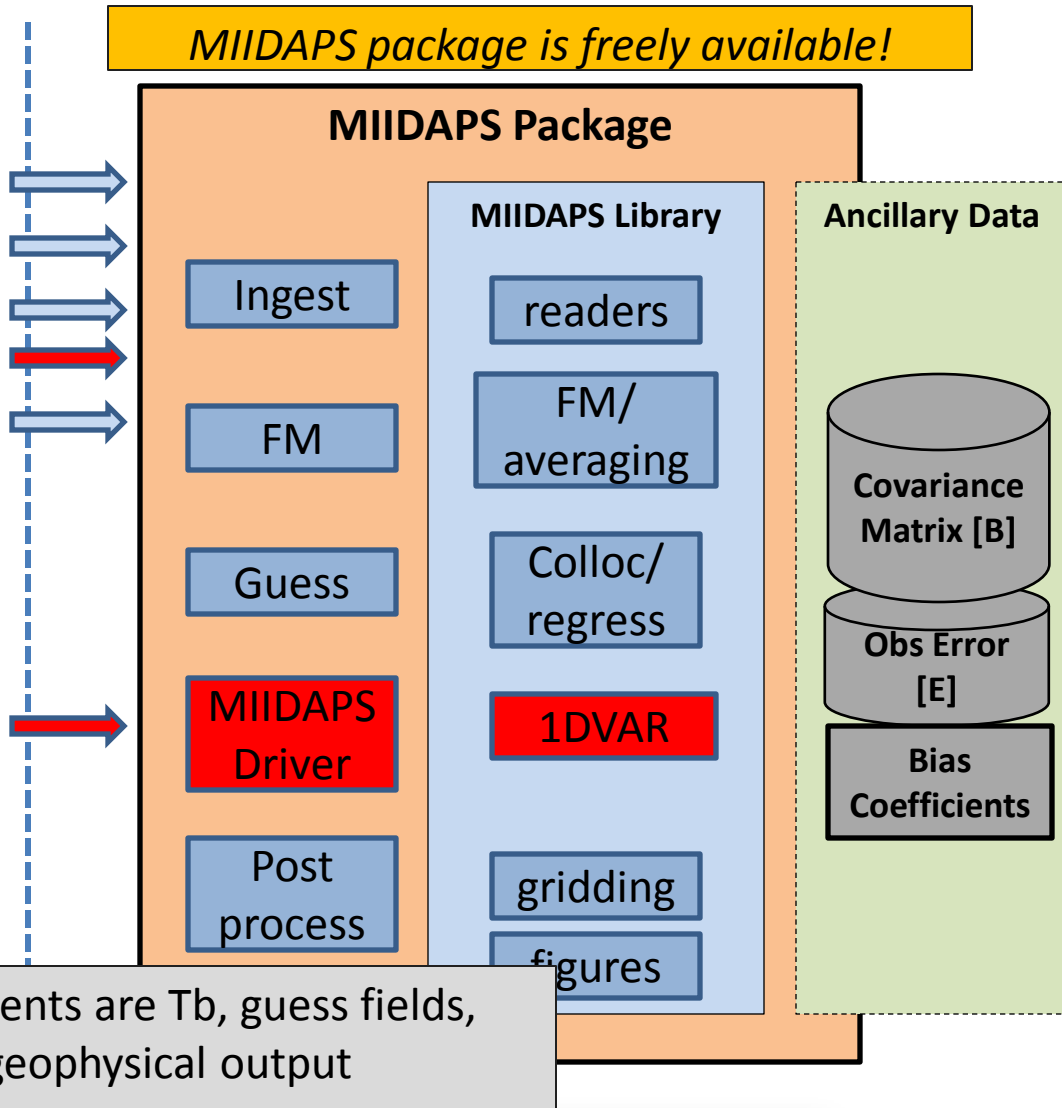 MIIDAPS package is freely available!
MIIDAPS Package
Ingest
FM
Guess
MIIDAPS
Driver
Post
process
MIIDAPS Library
readers
FM/
averaging
Colloc/
regress
1DVAR
gridding
figures
Ancillary Data
Covariance
Matrix [B]
Obs Error
[E]
Bias
Coefficients
ents are Tb, guess fields,
geophysical output